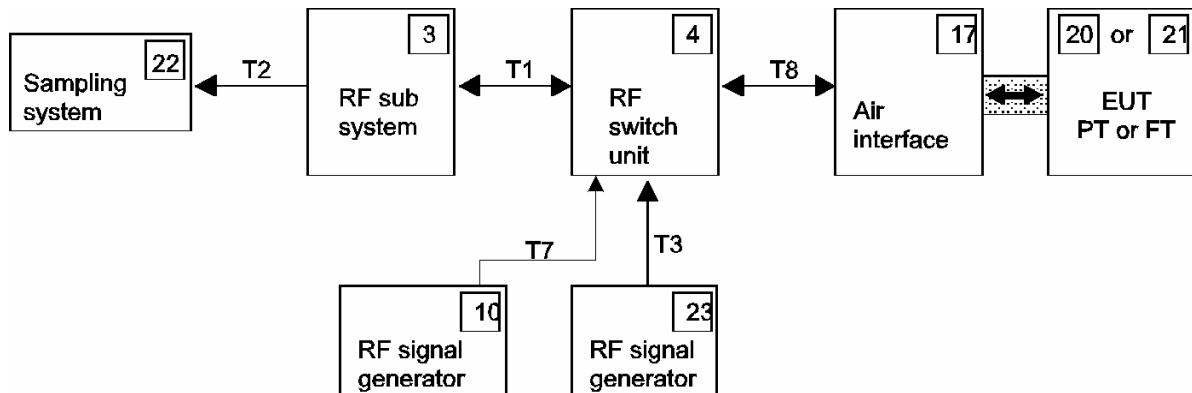 22
Sampling
system
T2
3
RF sub
system
T1
4
RF
switch
unit
T8
17
Air
interface
20 or 21
EUT
PT or FT
T7
T3
10
RF signal
generator
23
RF signal
generator